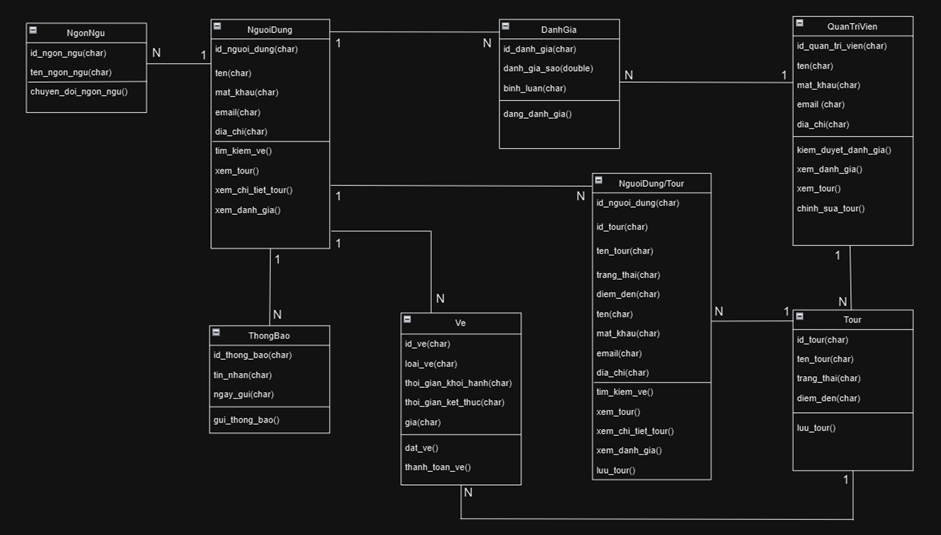 NgonNgu
id_ngon_ngu(char)
ten_ngon_ngu(char)
chuyen_doi_ngon_ngu()
N
1
NguoiDung
id_nguoi_dung(char)
ten(char)
mat_khau(char)
email(char)
dia_chi(char)
tim_kiem_ve()
xem_tour()
xem_chi_tiet_tour()
xem_danh_gia()
1
N
DanhGia
id_danh_gia(char)
danh_gia_sao(double)
binh_luan(char)
dang_danh_gia()
N
1
QuanTriVien
id_quan_tri_vien(char)
ten(char)
mat_khau(char)
email (char)
dia_chi(char)
kiem_duyet_danh_gia()
xem_danh_gia()
xem_tour()
chinh_sua_tour()
1
N
1
N
1
N
1
N
ThongBao
id_thong_bao(char)
tin_nhan(char)
ngay_gui(char)
gui_thong_bao()
Ve
id_ve(char)
loai_ve(char)
thoi_gian_khoi_hanh(char)
thoi_gian_ket_thuc(char)
gia(char)
dat_ve()
thanh_toan_ve()
N
NguoiDung/Tour
id_nguoi_dung(char)
id_tour(char)
ten_tour(char)
trang_thai(char)
diem_den(char)
ten(char)
mat_khau(char)
email(char)
dia_chi(char)
tim_kiem_ve()
xem_tour()
xem_chi_tiet_tour()
xem_danh_gia()
luu_tour()
N
1
Tour
id_tour(char)
ten_tour(char)
trang_thai(char)
diem_den(char)
luu_tour()
1